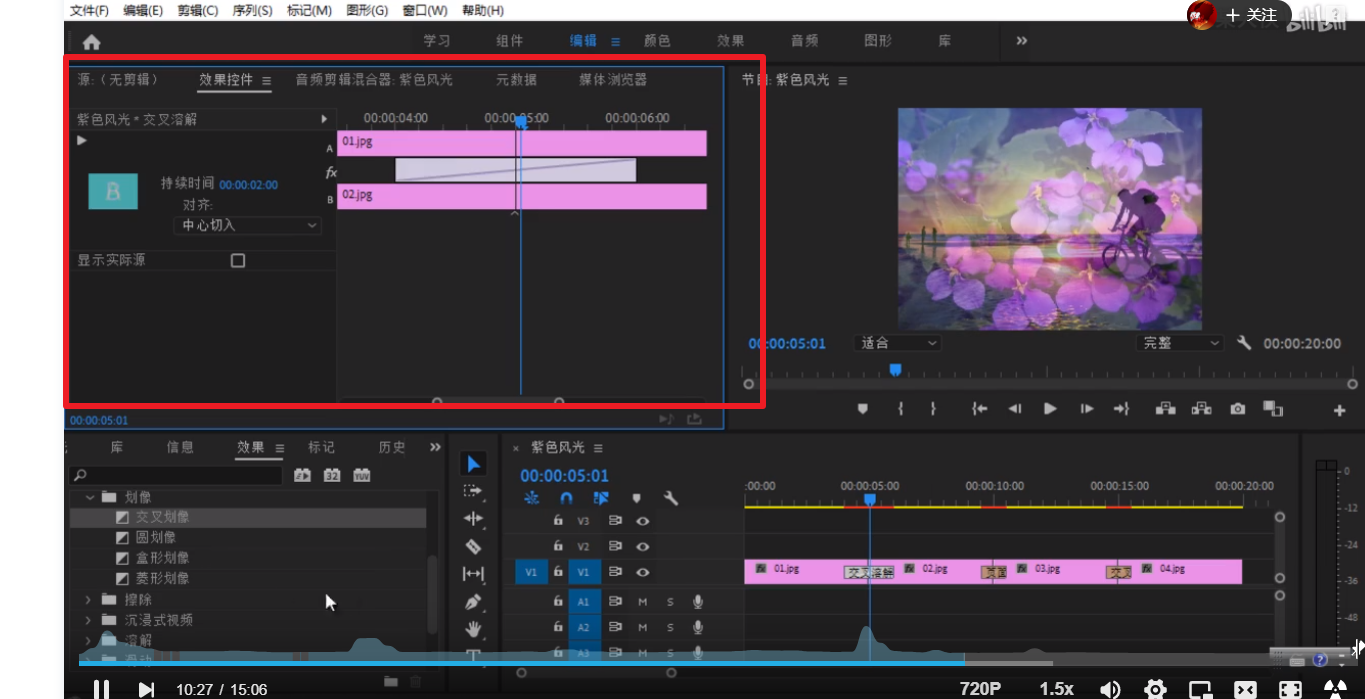 文件(F) 编辑(E) 剪辑(C) 序列(S) 标记(M) 图形(G) 窗口(W) 帮助(H)
+ 关注
bilibili
学习 组件 编辑 颜色 效果 音频 图形 库 »
源:（无剪辑） 效果控件 音频剪辑混合器: 紫色风光 元数据 媒体浏览器
节目: 紫色风光
紫色风光 * 交叉溶解
00:00:04:00 00:00:05:00 00:00:06:00
A 01.jpg
fx
B 02.jpg
B
持续时间 00:00:02:00
对齐:
中心切入
显示实际源
00:00:05:01 适合 完整 00:00:20:00
00:00:05:01
库 信息 效果 标记 历史 »
32 YUV
划像
交叉划像
圆划像
盒形划像
菱形划像
擦除
沉浸式视频
溶解
滑动
× 紫色风光
00:00:05:01
:00:00 00:00:05:00 00:00:10:00 00:00:15:00 00:00:20:00
V3
V2
V1 V1
fx 01.jpg 交叉溶解 fx 02.jpg fx 03.jpg 交叉 fx 04.jpg
A1 M S
A2 M S
A3 M S
0
-12
-24
-36
-48
10:27 / 15:06
720P 1.5x